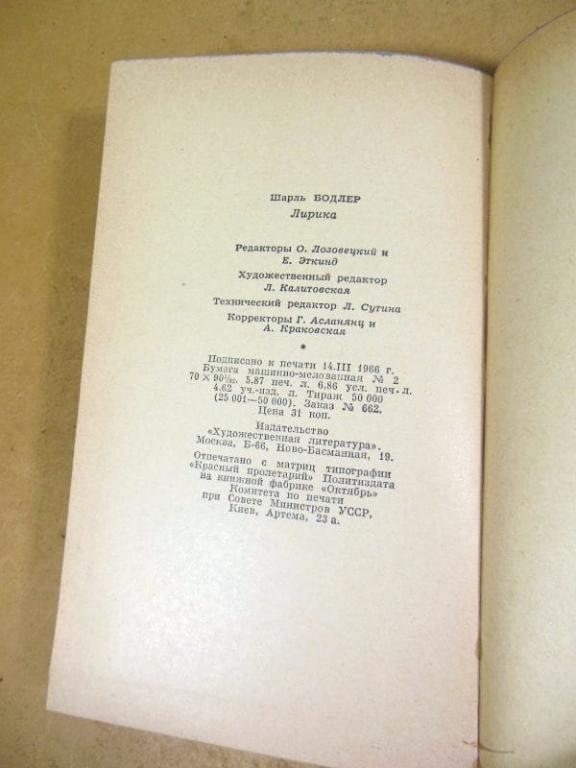 Шарль БОДЛЕР
Лирика
Редакторы О. Лозовецкий и
Е. Эткинд
Художественный редактор
Л. Калитовская
Технический редактор Л. Сутина
Корректоры Г. Асланянц и
А. Краковская
*
Подписано к печати 14.III 1966 г.
Бумага машинно-мелованная № 2
70 × 90 1/32. 5,87 печ. л. 6,86 усл. печ. л.
4,62 уч.-изд. л. Тираж 50 000
(25 001—50 000). Заказ № 662.
Цена 31 коп.
Издательство
«Художественная литература».
Москва, Б-66, Ново-Басманная, 19.
Отпечатано с матриц типографии
«Красный пролетарий» Политиздата
на книжной фабрике «Октябрь»
Комитета по печати
при Совете Министров УССР,
Киев, Артема, 23 а.